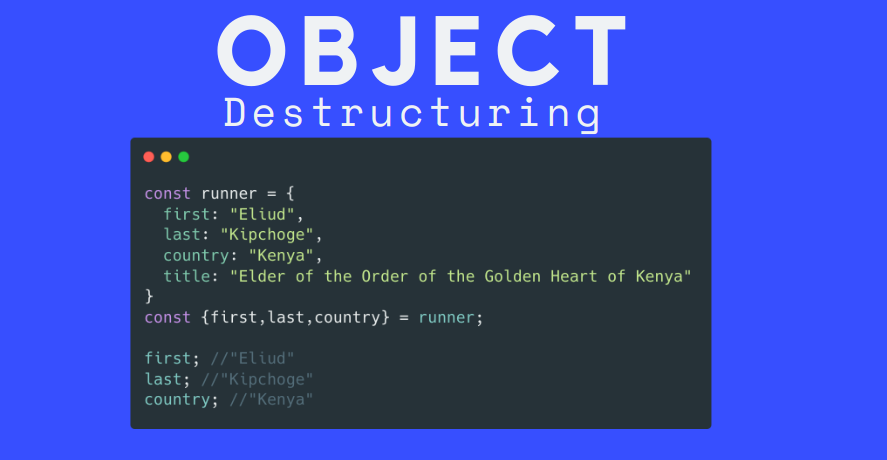 OBJECT
Destructuring
const runner = {
  first: "Eliud",
  last: "Kipchoge",
  country: "Kenya",
  title: "Elder of the Order of the Golden Heart of Kenya"
}
const {first,last,country} = runner;

first; //"Eliud"
last; //"Kipchoge"
country; //"Kenya"